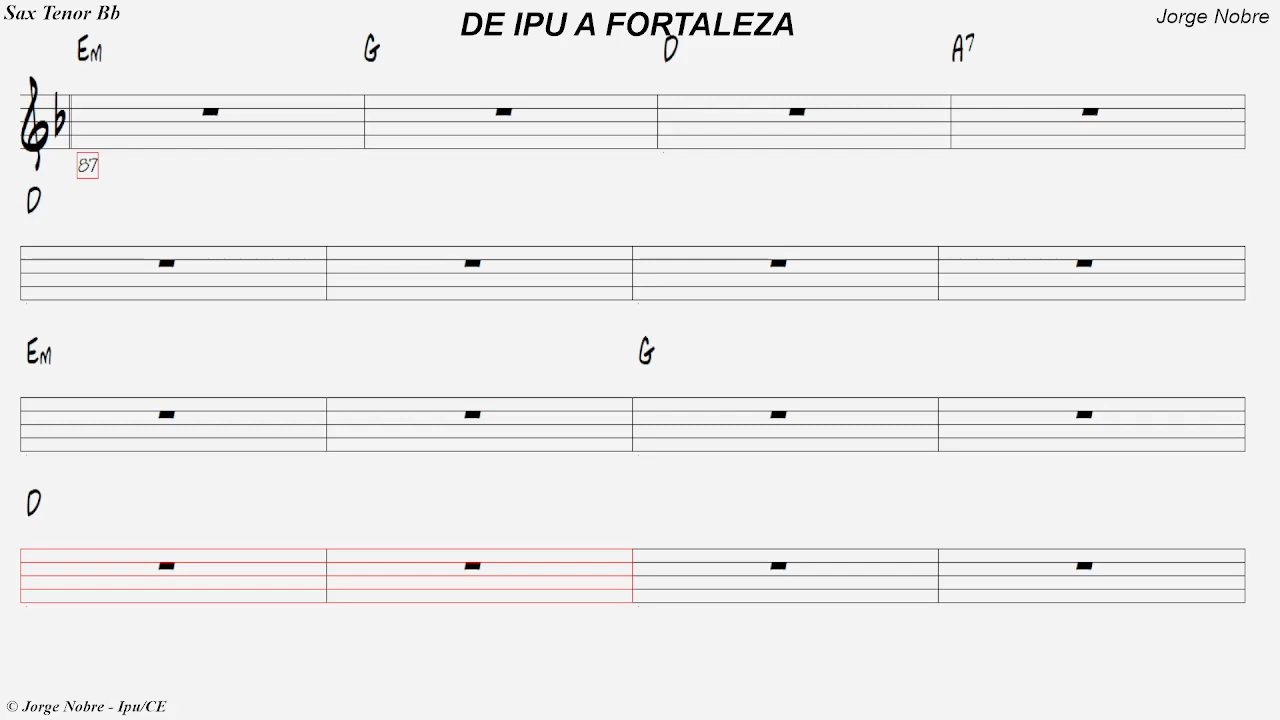 Sax Tenor Bb
DE IPU A FORTALEZA
Jorge Nobre
Em G D A7
87
D
Em G
D
© Jorge Nobre - Ipu/CE